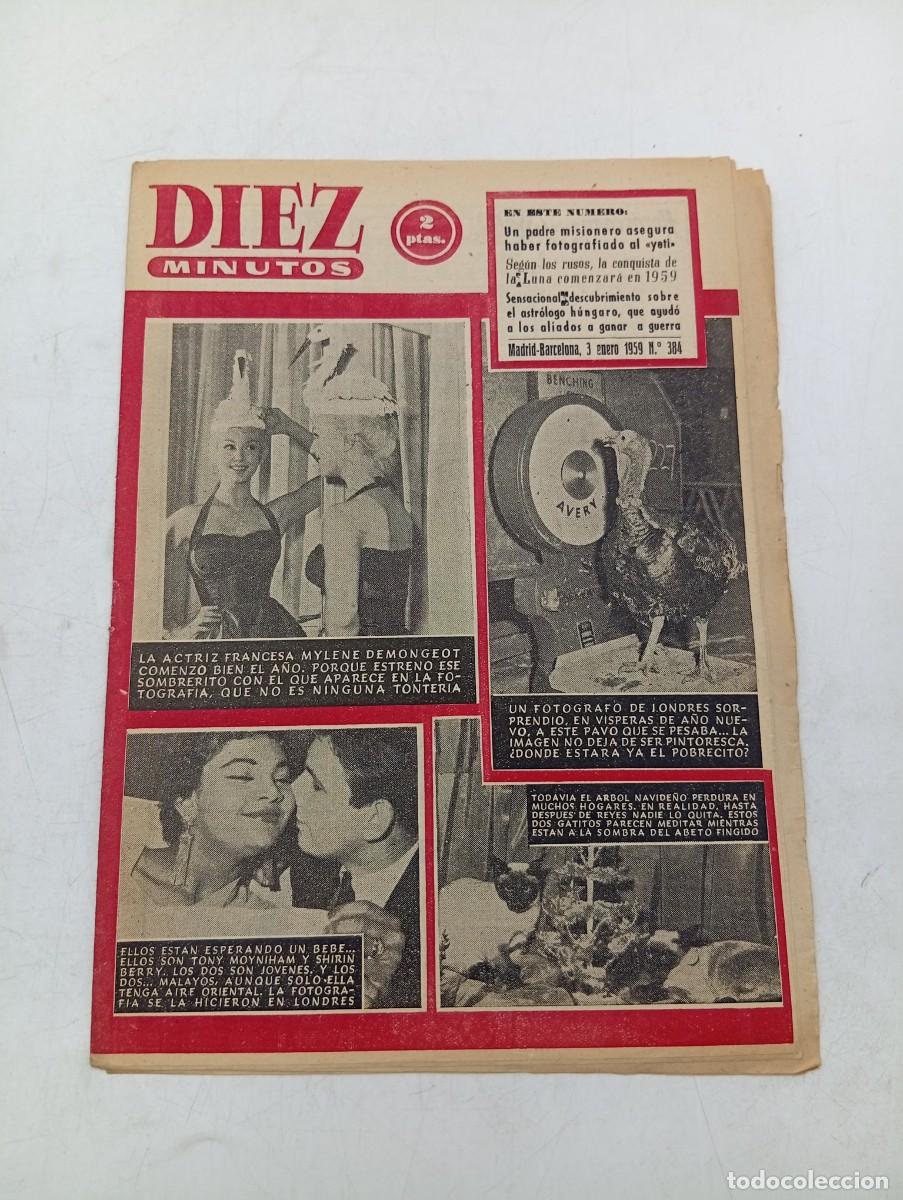 DIEZ
MINUTOS
2
ptas.
EN ESTE NUMERO:
Un padre misionero asegura
haber fotografiado al «yeti»
Según los rusos, la conquista de
la Luna comenzará en 1959
Sensacional descubrimiento sobre
el astrólogo húngaro, que ayudó
a los aliados a ganar a guerra
Madrid-Barcelona, 3 enero 1959 N.º 384
BENCHING
227
AVERY
LA ACTRIZ FRANCESA MYLENE DEMONGEOT
COMENZO BIEN EL AÑO. PORQUE ESTRENO ESE
SOMBRERITO CON EL QUE APARECE EN LA FO-
TOGRAFIA, QUE NO ES NINGUNA TONTERIA
UN FOTOGRAFO DE LONDRES SOR-
PRENDIO, EN VISPERAS DE AÑO NUE-
VO, A ESTE PAVO QUE SE PESABA... LA
IMAGEN NO DEJA DE SER PINTORESCA.
¿DONDE ESTARA YA EL POBRECITO?
TODAVIA EL ARBOL NAVIDEÑO PERDURA EN
MUCHOS HOGARES. EN REALIDAD, HASTA
DESPUES DE REYES NADIE LO QUITA. ESTOS
DOS GATITOS PARECEN MEDITAR MIENTRAS
ESTAN A LA SOMBRA DEL ABETO FINGIDO
ELLOS ESTAN ESPERANDO UN BEBE...
ELLOS SON TONY MOYNIHAM Y SHIRIN
BERRY. LOS DOS SON JOVENES. Y LOS
DOS... MALAYOS, AUNQUE SOLO ELLA
TENGA AIRE ORIENTAL. LA FOTOGRA-
FIA SE LA HICIERON EN LONDRES
todocoleccion